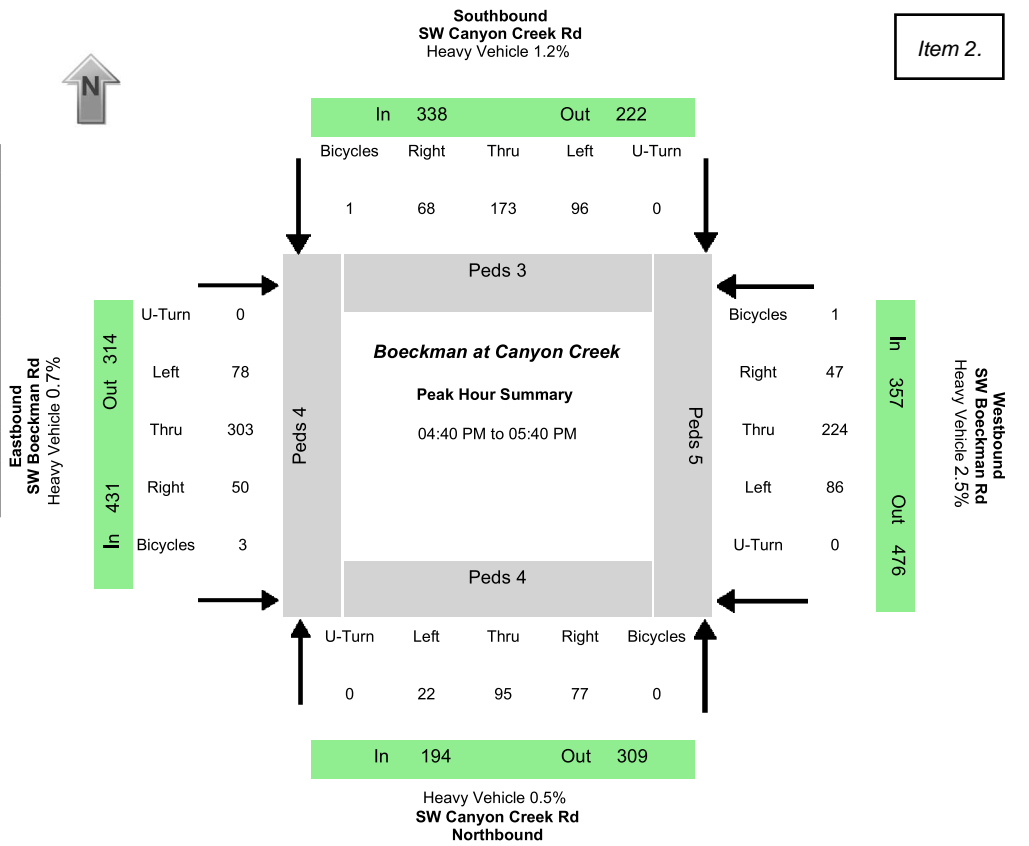 Southbound
SW Canyon Creek Rd
Heavy Vehicle 1.2%
Item 2.
N
In 338 Out 222
Bicycles Right Thru Left U-Turn
1 68 173 96 0
Peds 3
Eastbound
SW Boeckman Rd
Heavy Vehicle 0.7%
In 431 Out 314
U-Turn 0
Left 78
Thru 303
Right 50
Bicycles 3
Peds 4
Boeckman at Canyon Creek
Peak Hour Summary
04:40 PM to 05:40 PM
Peds 5
Bicycles 1
Right 47
Thru 224
Left 86
U-Turn 0
In 357 Out 476
Westbound
SW Boeckman Rd
Heavy Vehicle 2.5%
Peds 4
U-Turn Left Thru Right Bicycles
0 22 95 77 0
In 194 Out 309
Heavy Vehicle 0.5%
SW Canyon Creek Rd
Northbound